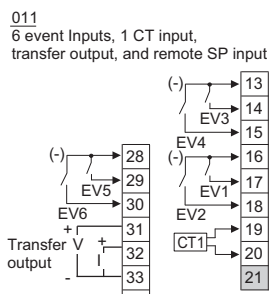 011
6 event Inputs, 1 CT input,
transfer output, and remote SP input
(-)
13
14
EV3
15
EV4
(-)
16
17
EV1
18
EV2
19
CT1
20
21
(-)
28
29
EV5
30
EV6
+
31
Transfer V +
32
output I
- 33